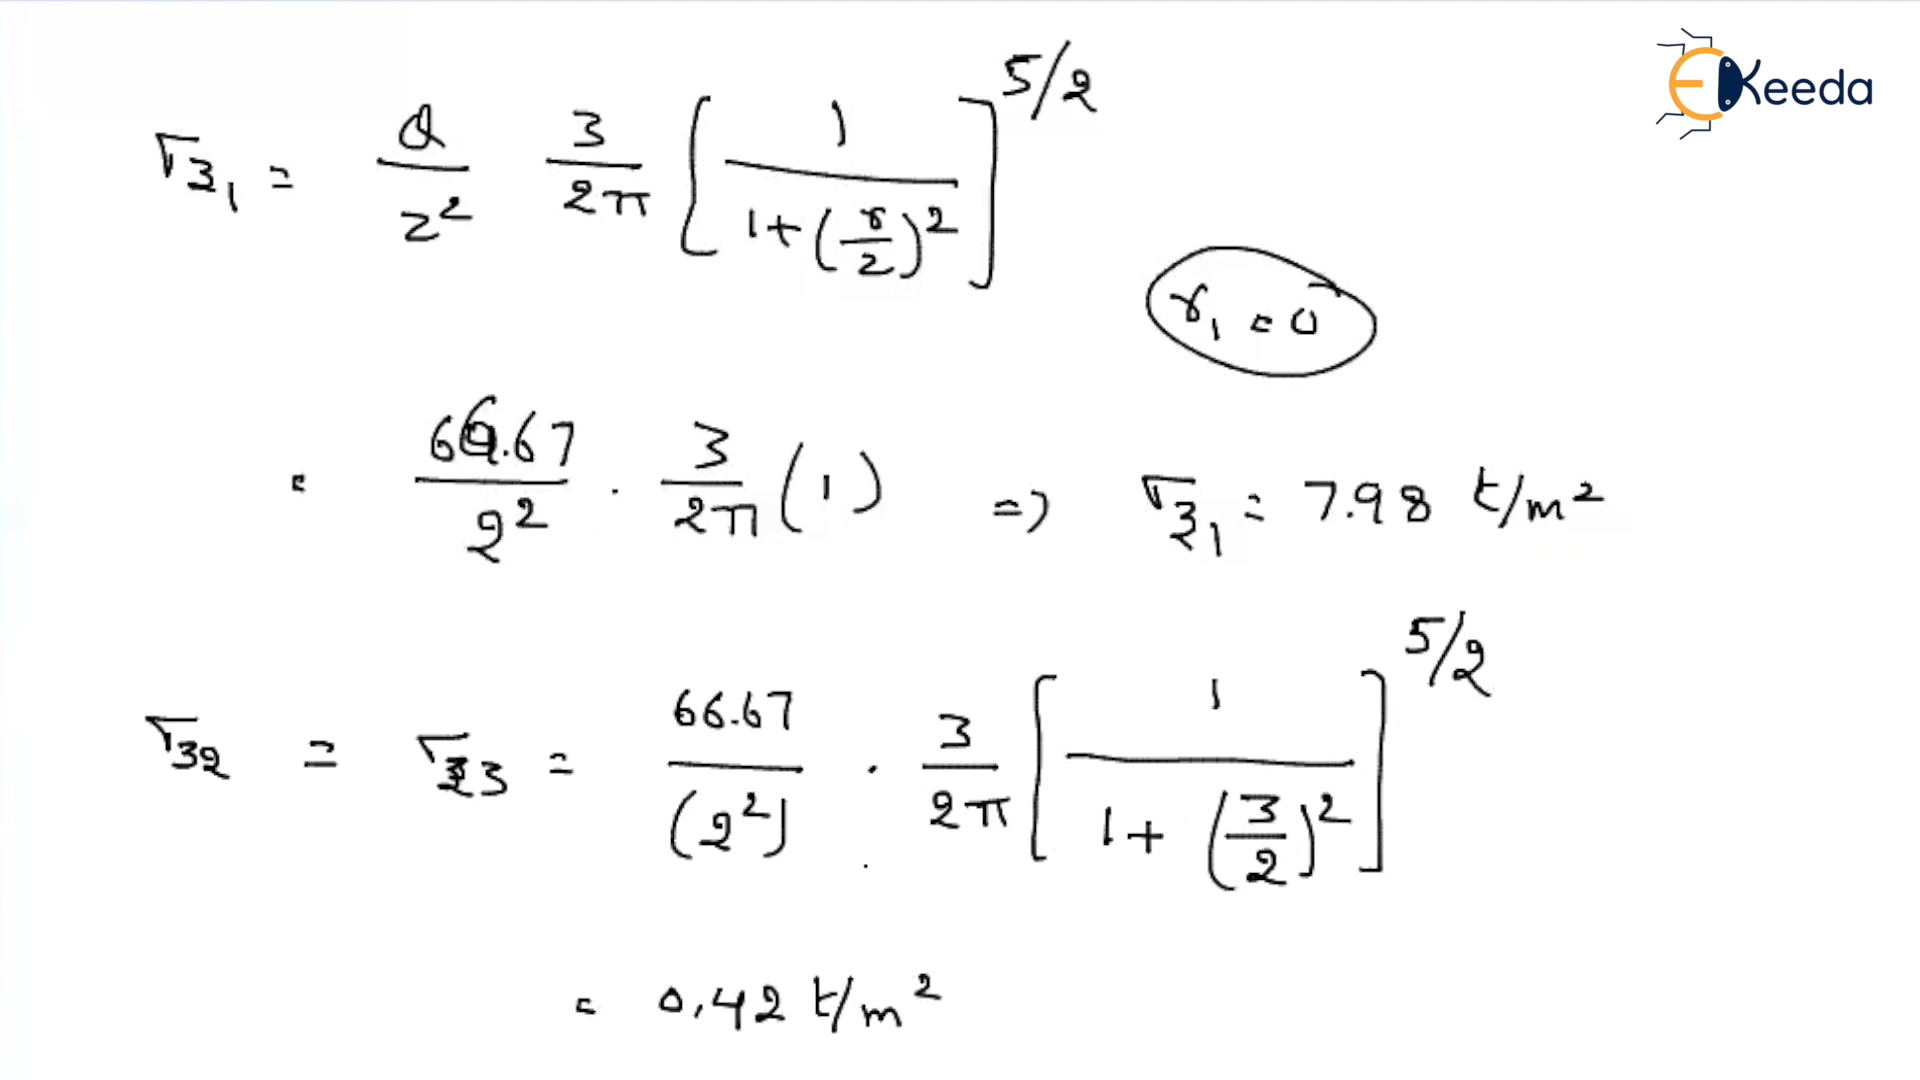 EKeeda
σz₁ = Q/z² 3/2π [1/(1+(r/z)²)]^5/2
r₁ = 0
= 66.67/2² · 3/2π (1) ⇒ σz₁ = 7.98 t/m²
σz2 = σz3 = 66.67/(2²) · 3/2π [1/(1+(3/2)²)]^5/2
= 0.42 t/m²